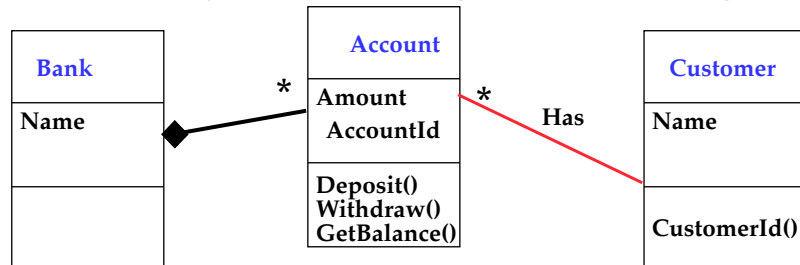 Bank
Name
*
Account
Amount
AccountId
Deposit()
Withdraw()
GetBalance()
*
Has
Customer
Name
CustomerId()